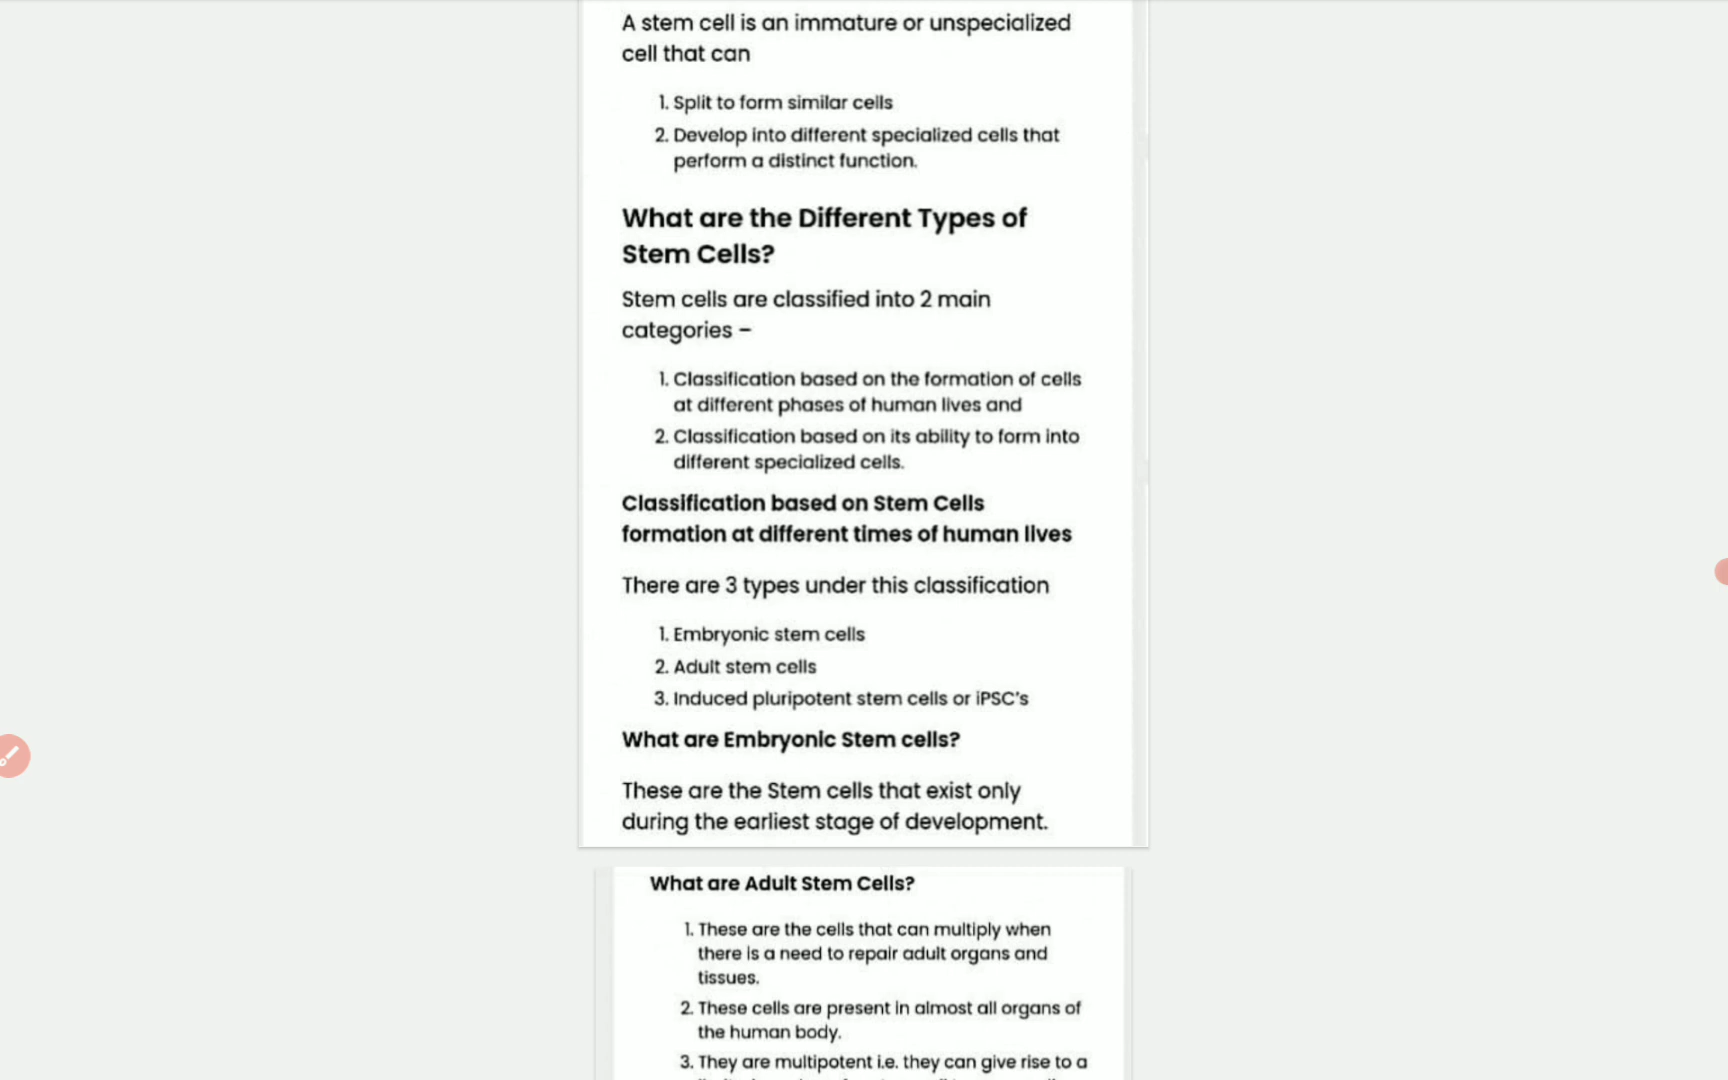 A stem cell is an immature or unspecialized
cell that can
1. Split to form similar cells
2. Develop into different specialized cells that
perform a distinct function.
What are the Different Types of
Stem Cells?
Stem cells are classified into 2 main
categories –
1. Classification based on the formation of cells
at different phases of human lives and
2. Classification based on its ability to form into
different specialized cells.
Classification based on Stem Cells
formation at different times of human lives
There are 3 types under this classification
1. Embryonic stem cells
2. Adult stem cells
3. Induced pluripotent stem cells or iPSC's
What are Embryonic Stem cells?
These are the Stem cells that exist only
during the earliest stage of development.
What are Adult Stem Cells?
1. These are the cells that can multiply when
there is a need to repair adult organs and
tissues.
2. These cells are present in almost all organs of
the human body.
3. They are multipotent i.e. they can give rise to a